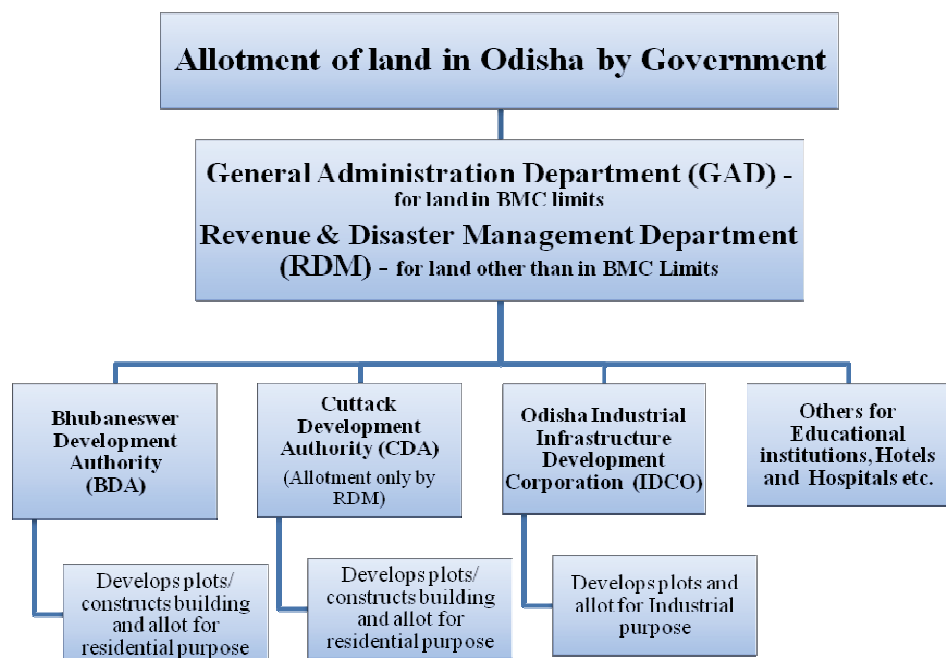 Allotment of land in Odisha by Government
General Administration Department (GAD) -
for land in BMC limits
Revenue & Disaster Management Department
(RDM) - for land other than in BMC Limits
Bhubaneswer
Development
Authority
(BDA)
Cuttack
Development
Authority (CDA)
(Allotment only by
RDM)
Odisha Industrial
Infrastructure
Development
Corporation (IDCO)
Others for
Educational
institutions, Hotels
and Hospitals etc.
Develops plots/
constructs building
and allot for
residential purpose
Develops plots/
constructs building
and allot for
residential purpose
Develops plots and
allot for Industrial
purpose